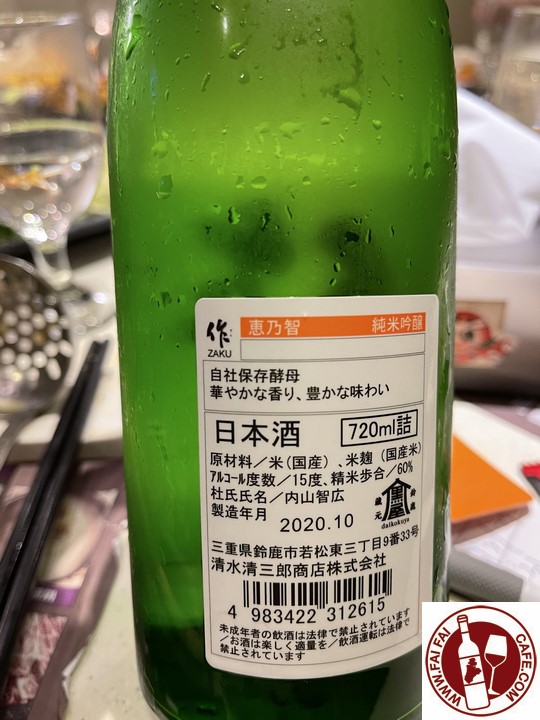 作
ZAKU
恵乃智 純米吟醸
自社保存酵母
華やかな香り、豊かな味わい
日本酒 720ml詰
原材料／米(国産)、米麹(国産米)
アルコール度数／15度、精米歩合／60%
杜氏氏名／内山智広
製造年月 2020.10
蔵元 鈴鹿
daikokuya
三重県鈴鹿市若松東三丁目9番33号
清水清三郎商店株式会社
4 983422 312615
未成年者の飲酒は法律で禁止されています
／お酒は楽しく適量を／飲酒運転は法律で
禁止されています
WWW.FAIFAICAFE.COM